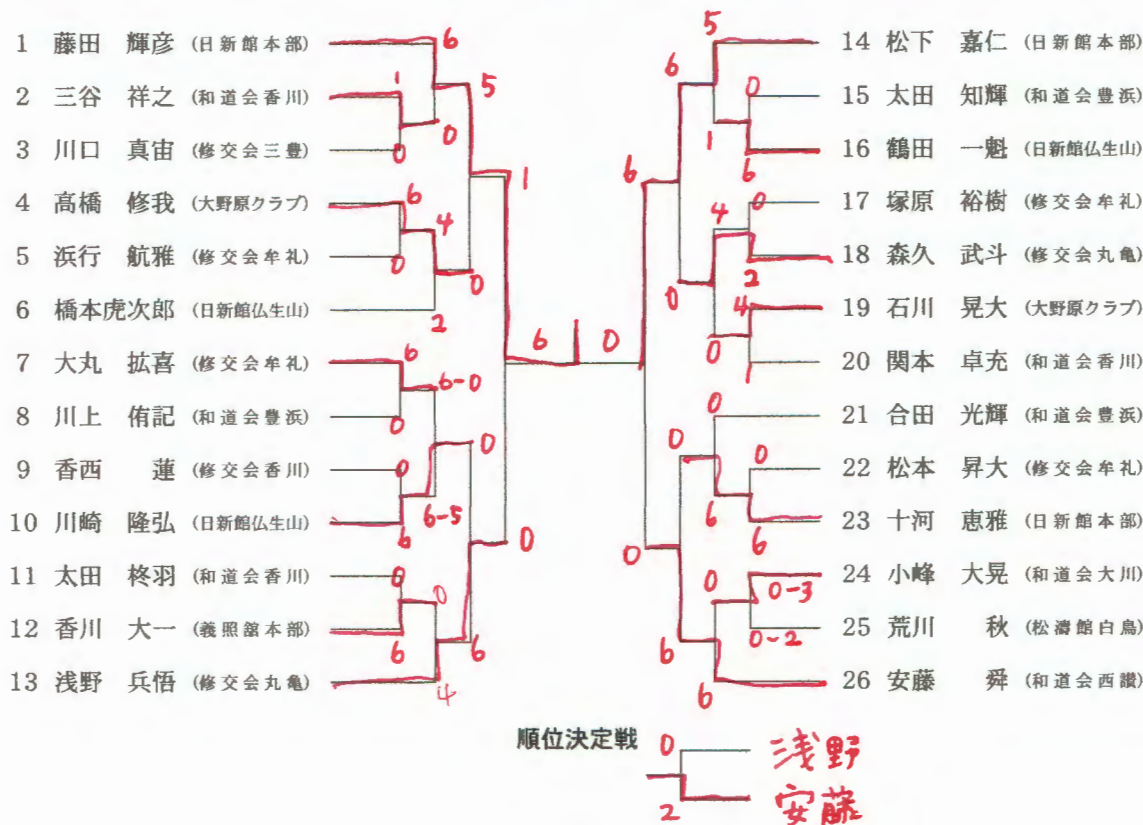 1 藤田 輝彦 (日新館本部)
2 三谷 祥之 (和道会香川)
3 川口 真宙 (修交会三豊)
4 高橋 修我 (大野原クラブ)
5 浜行 航雅 (修交会牟礼)
6 橋本虎次郎 (日新館仏生山)
7 大丸 拡喜 (修交会牟礼)
8 川上 侑記 (和道会豊浜)
9 香西 蓮 (修交会香川)
10 川崎 隆弘 (日新館仏生山)
11 太田 柊羽 (和道会香川)
12 香川 大一 (義照舘本部)
13 浅野 兵悟 (修交会丸亀)
6
1
0
0
5
6
0
4
2
0
1
6
0
6-0
0
6
6-5
0
0
6
0
4
6
0
6
0
5
0
6
1
6
0
2
4
4
1
0
0
6
0
0
6
6
0
0-3
0-2
0
6
6
0
14 松下 嘉仁 (日新館本部)
15 太田 知輝 (和道会豊浜)
16 鶴田 一魁 (日新館仏生山)
17 塚原 裕樹 (修交会牟礼)
18 森久 武斗 (修交会丸亀)
19 石川 晃大 (大野原クラブ)
20 関本 卓充 (和道会香川)
21 合田 光輝 (和道会豊浜)
22 松本 昇大 (修交会牟礼)
23 十河 恵雅 (日新館本部)
24 小峰 大晃 (和道会大川)
25 荒川 秋 (松濤館白鳥)
26 安藤 舜 (和道会西讃)
順位決定戦
0 浅野
2 安藤